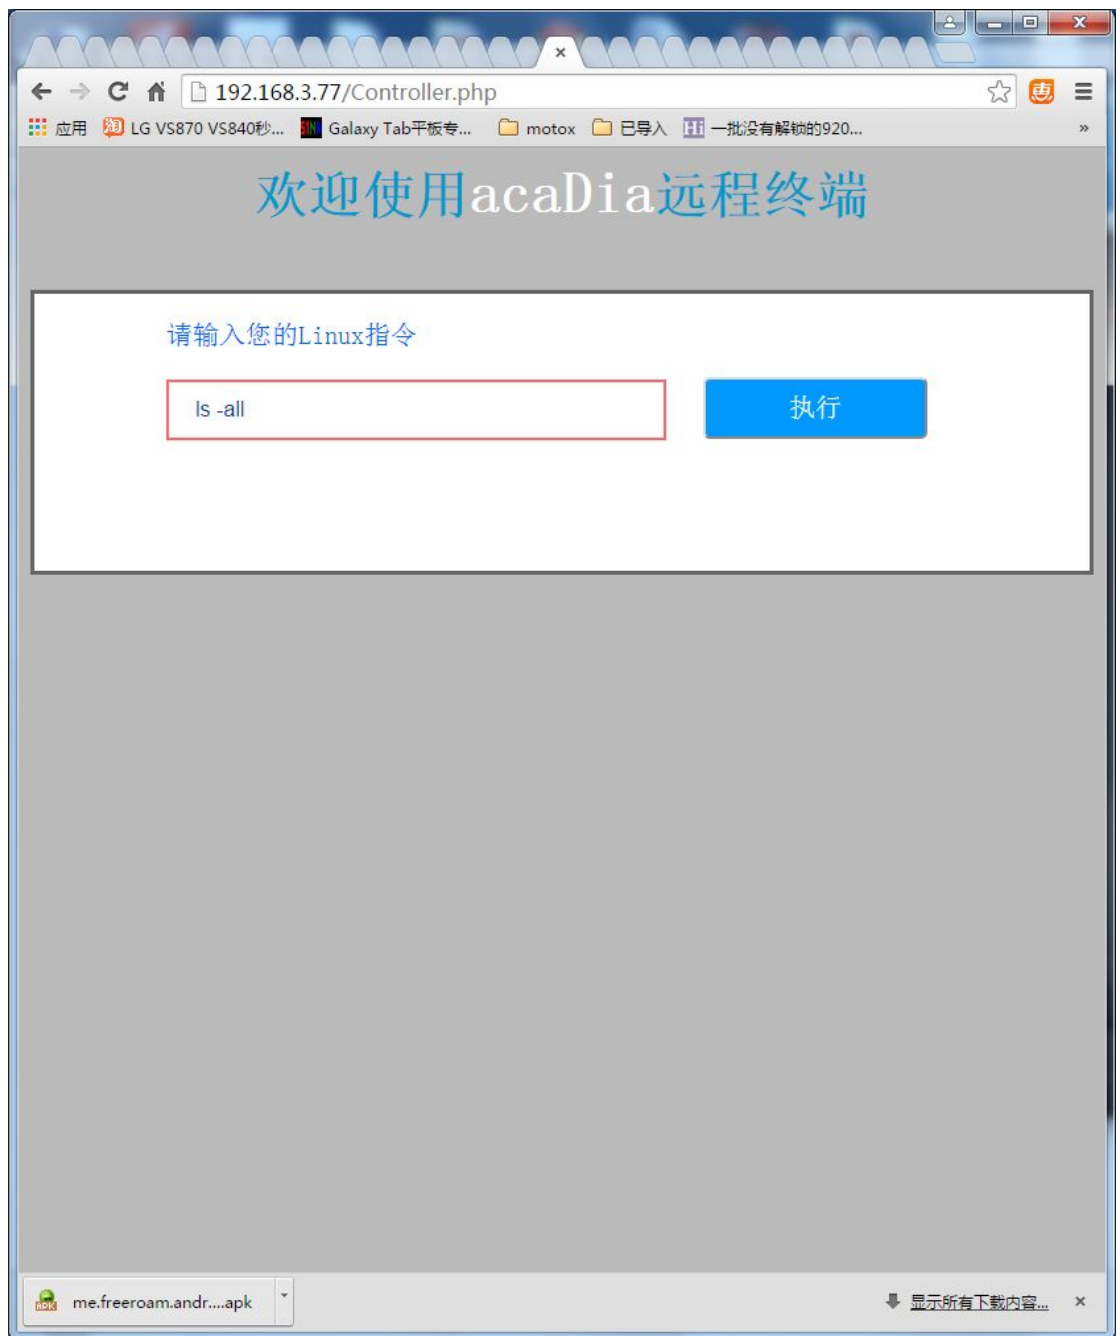 192.168.3.77/Controller.php
应用 LG VS870 VS840秒... Galaxy Tab平板专... motox 已导入 一批没有解锁的920... »
欢迎使用acaDia远程终端
请输入您的Linux指令
ls -all 执行
me.freeroam.andr....apk 显示所有下载内容...